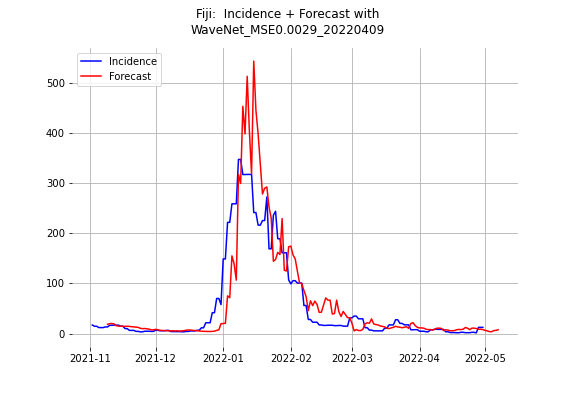 Fiji:  Incidence + Forecast with
WaveNet_MSE0.0029_20220409
Incidence
Forecast
500
400
300
200
100
0
2021-11 2021-12 2022-01 2022-02 2022-03 2022-04 2022-05